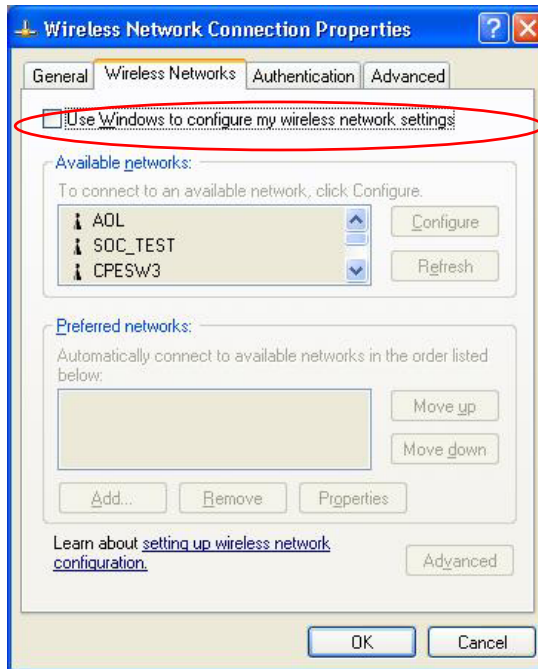 Wireless Network Connection Properties
General Wireless Networks Authentication Advanced
Use Windows to configure my wireless network settings
Available networks:
To connect to an available network, click Configure.
AOL
SOC_TEST
CPESW3
Configure
Refresh
Preferred networks:
Automatically connect to available networks in the order listed
below:
Move up
Move down
Add... Remove Properties
Learn about setting up wireless network
configuration.
Advanced
OK Cancel